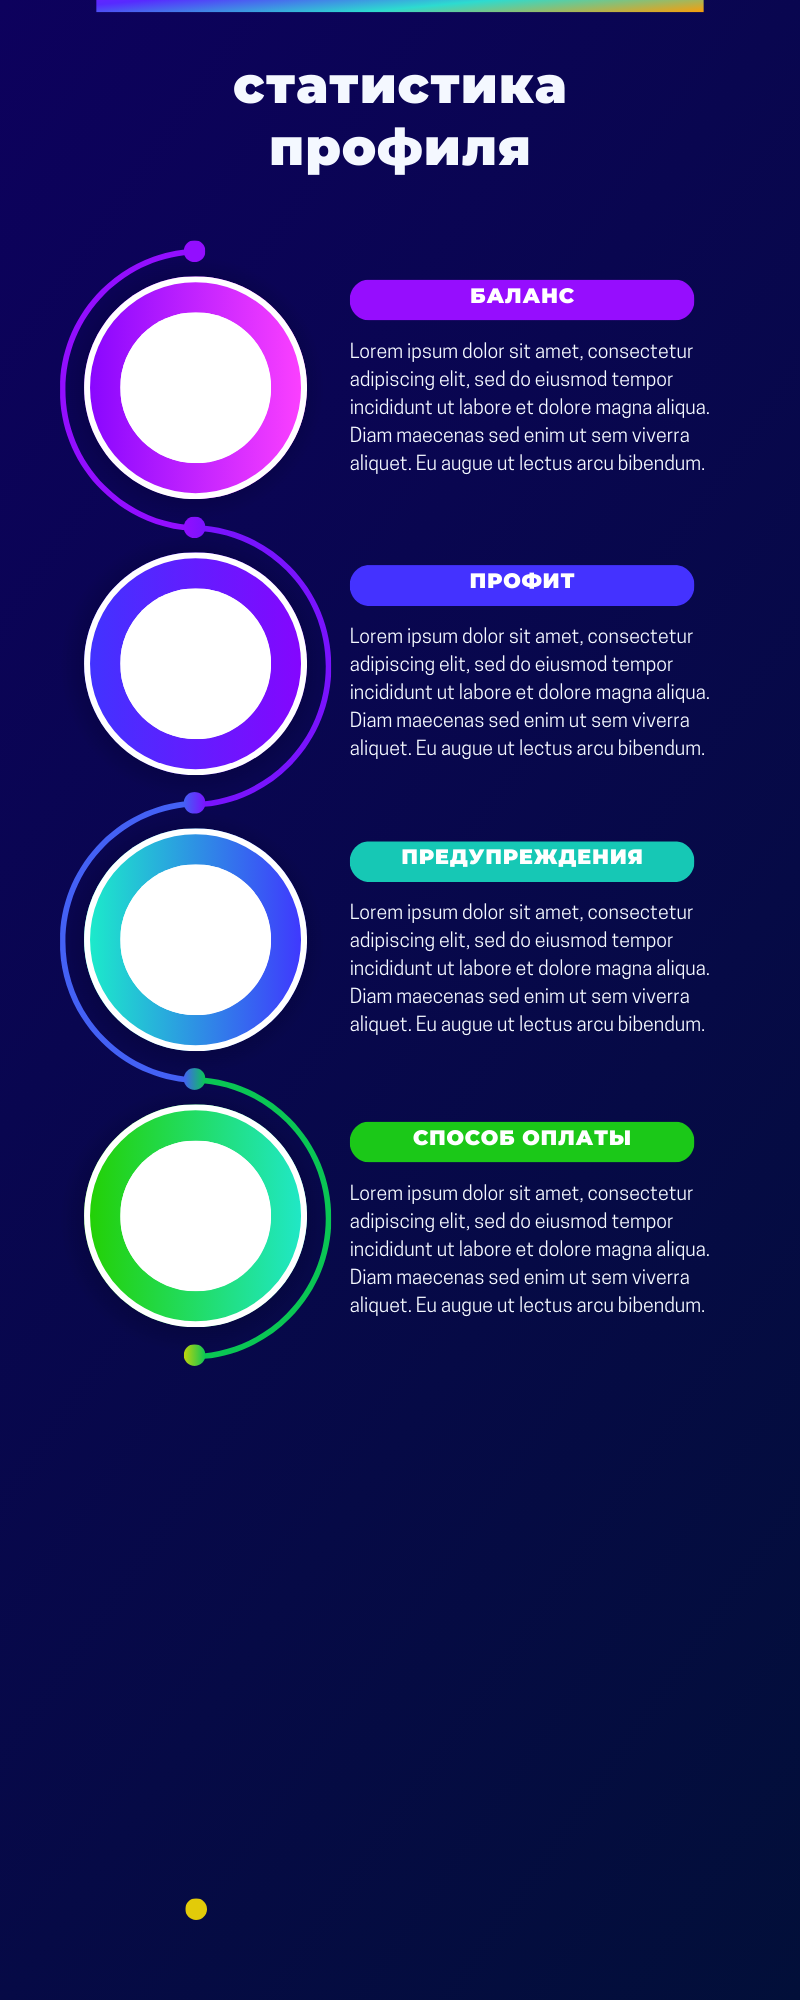 статистика
профиля
БАЛАНС
Lorem ipsum dolor sit amet, consectetur
adipiscing elit, sed do eiusmod tempor
incididunt ut labore et dolore magna aliqua.
Diam maecenas sed enim ut sem viverra
aliquet. Eu augue ut lectus arcu bibendum.
ПРОФИТ
Lorem ipsum dolor sit amet, consectetur
adipiscing elit, sed do eiusmod tempor
incididunt ut labore et dolore magna aliqua.
Diam maecenas sed enim ut sem viverra
aliquet. Eu augue ut lectus arcu bibendum.
ПРЕДУПРЕЖДЕНИЯ
Lorem ipsum dolor sit amet, consectetur
adipiscing elit, sed do eiusmod tempor
incididunt ut labore et dolore magna aliqua.
Diam maecenas sed enim ut sem viverra
aliquet. Eu augue ut lectus arcu bibendum.
СПОСОБ ОПЛАТЫ
Lorem ipsum dolor sit amet, consectetur
adipiscing elit, sed do eiusmod tempor
incididunt ut labore et dolore magna aliqua.
Diam maecenas sed enim ut sem viverra
aliquet. Eu augue ut lectus arcu bibendum.